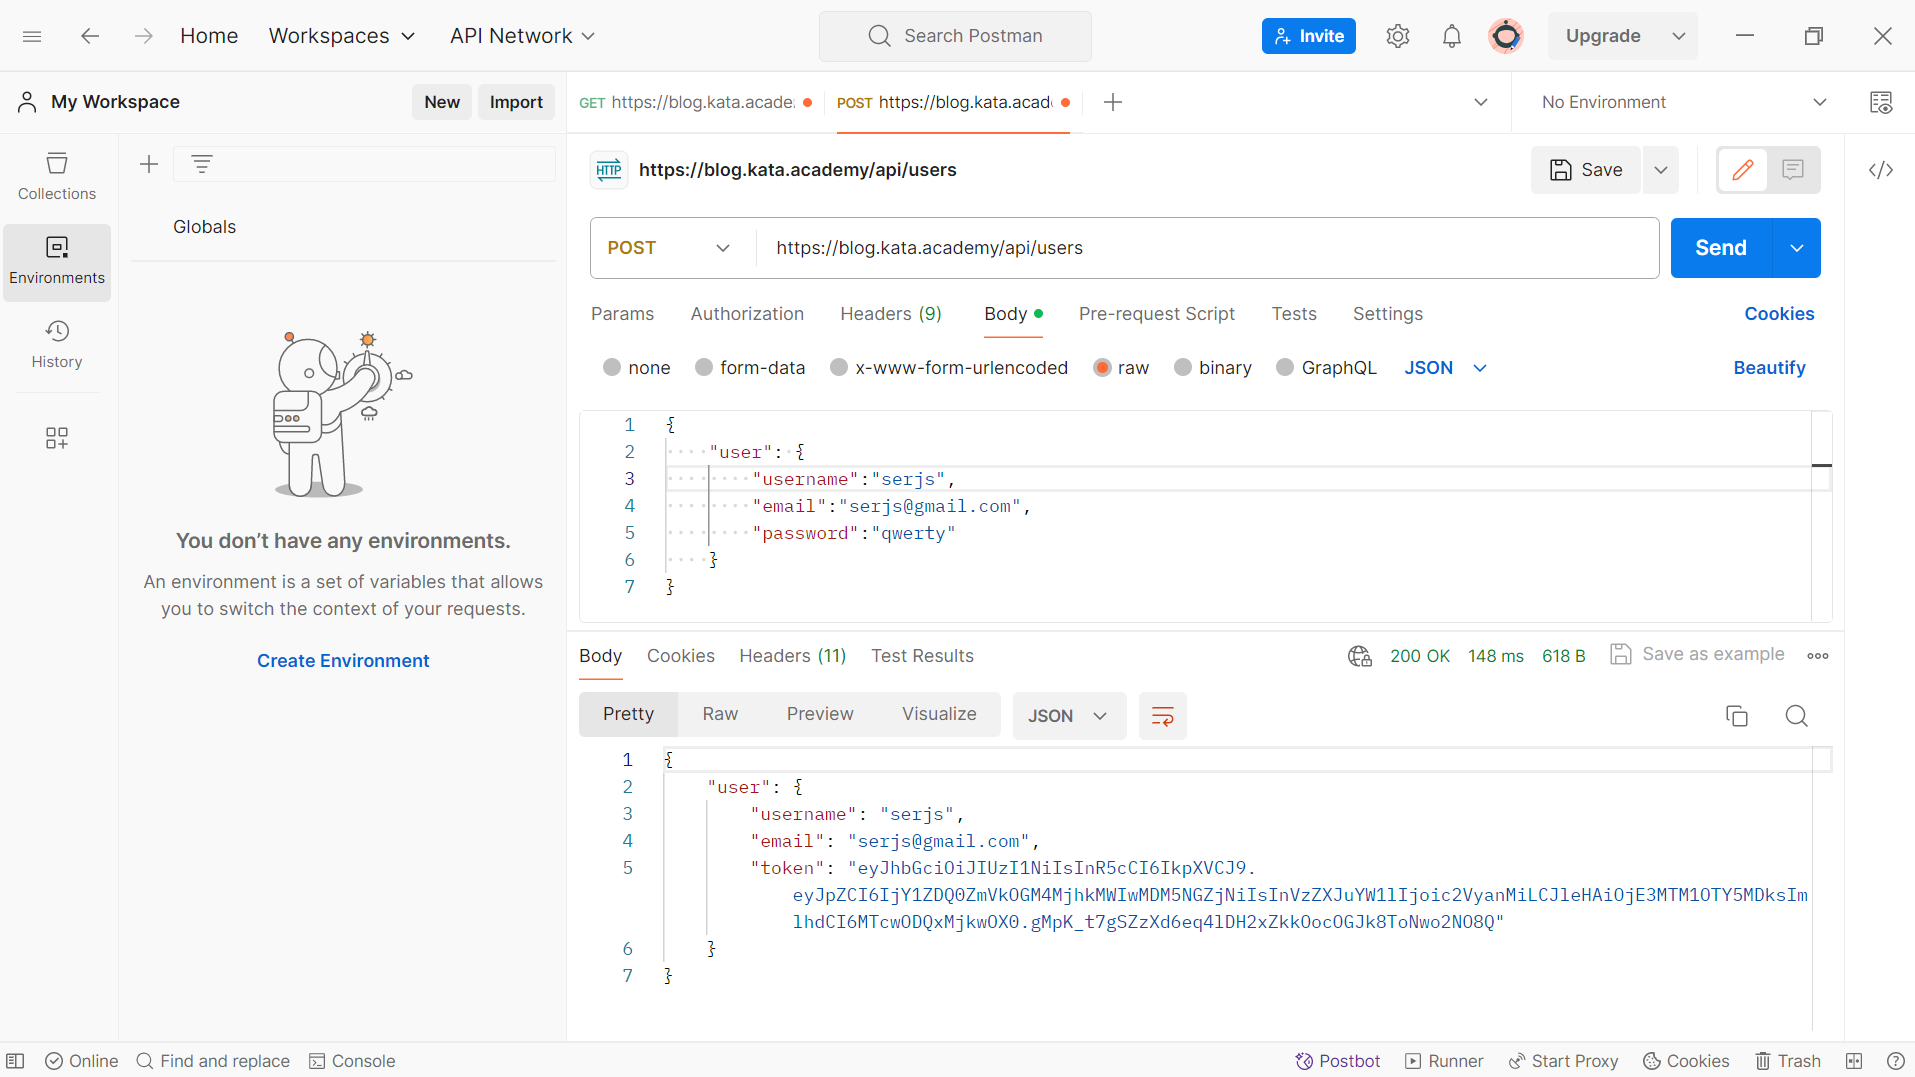 Home Workspaces API Network Search Postman Invite Upgrade
My Workspace New Import GET https://blog.kata.acade. POST https://blog.kata.acad No Environment
Collections
Environments
History
Globals
You don’t have any environments.
An environment is a set of variables that allows
you to switch the context of your requests.
Create Environment
HTTP https://blog.kata.academy/api/users Save
POST https://blog.kata.academy/api/users Send
Params Authorization Headers (9) Body Pre-request Script Tests Settings Cookies
none form-data x-www-form-urlencoded raw binary GraphQL JSON Beautify
1 {
2 "user": {
3 "username":"serjs",
4 "email":"serjs@gmail.com",
5 "password":"qwerty"
6 }
7 }
Body Cookies Headers (11) Test Results 200 OK 148 ms 618 B Save as example
Pretty Raw Preview Visualize JSON
1 {
2 "user": {
3 "username": "serjs",
4 "email": "serjs@gmail.com",
5 "token": "eyJhbGciOiJIUzI1NiIsInR5cCI6IkpXVCJ9.
eyJpZCI6IjY1ZDQ0ZmVkOGM4MjhkMWIwMDM5NGZjNiIsInVzZXJuYW1lIjoic2VyanMiLCJleHAiOjE3MTM1OTY5MDksIm
lhdCI6MTcwODQxMjkwOX0.gMpK_t7gSZzXd6eq4lDH2xZkkOocOGJk8ToNwo2NO8Q"
6 }
7 }
Online Find and replace Console Postbot Runner Start Proxy Cookies Trash